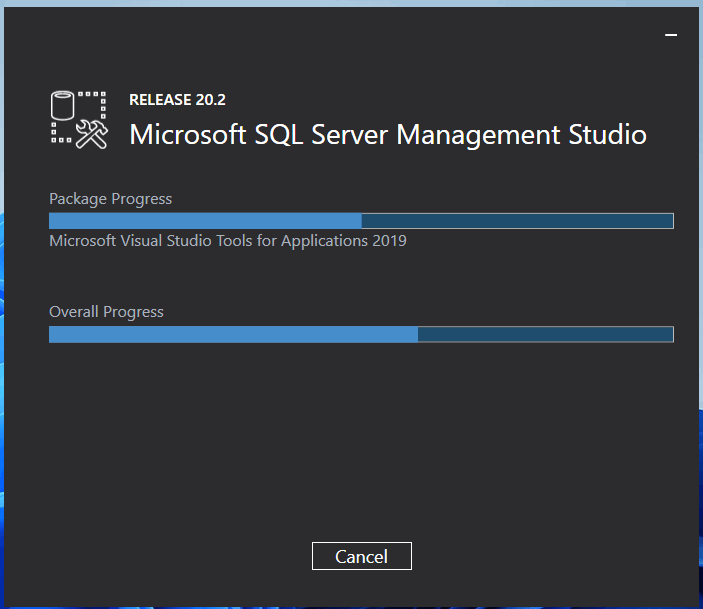 RELEASE 20.2
Microsoft SQL Server Management Studio
Package Progress
Microsoft Visual Studio Tools for Applications 2019
Overall Progress
Cancel